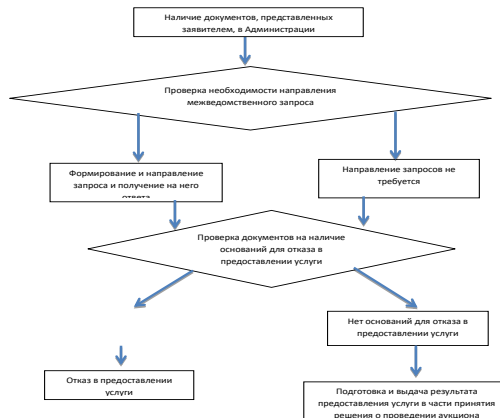 Наличие документов, представленных
заявителем, в Администрации
Проверка необходимости направления
межведомственного запроса
Формирование и направление
запроса и получение на него
ответа
Направление запросов не
требуется
Проверка документов на наличие
оснований для отказа в
предоставлении услуги
Нет оснований для отказа в
предоставлении услуги
Отказ в предоставлении
услуги
Подготовка и выдача результата
предоставления услуги в части принятия
решения о проведении аукциона